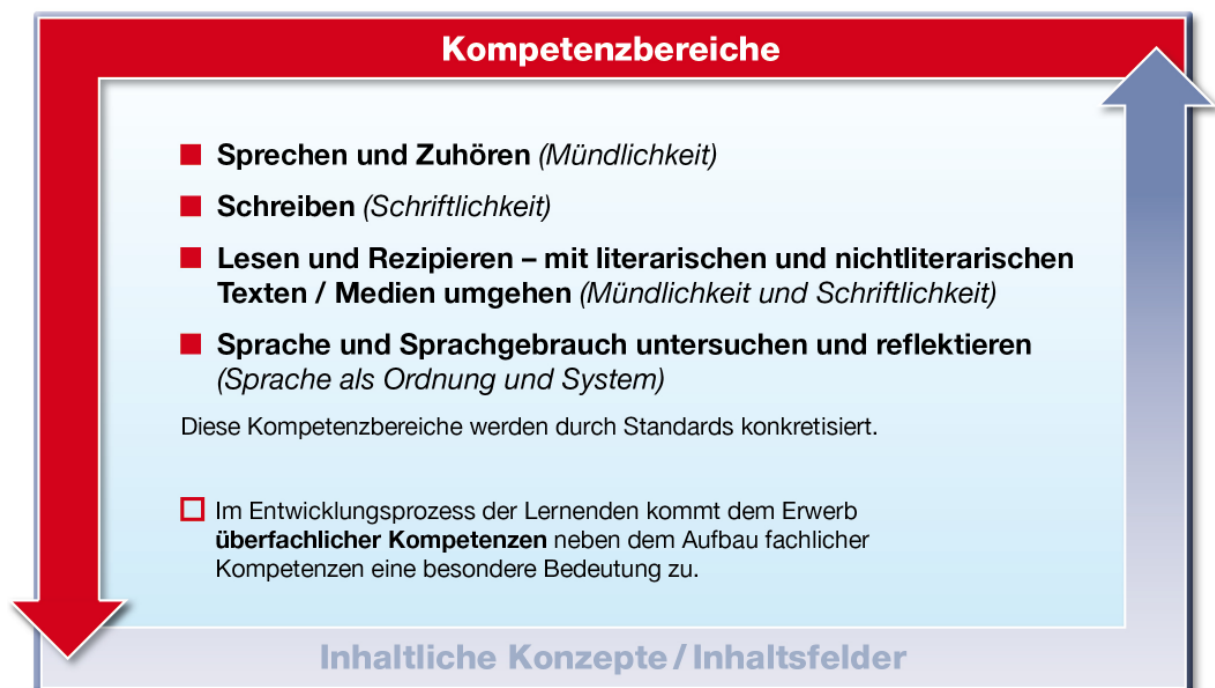 Kompetenzbereiche
Sprechen und Zuhören (Mündlichkeit)
Schreiben (Schriftlichkeit)
Lesen und Rezipieren – mit literarischen und nichtliterarischen
Texten / Medien umgehen (Mündlichkeit und Schriftlichkeit)
Sprache und Sprachgebrauch untersuchen und reflektieren
(Sprache als Ordnung und System)
Diese Kompetenzbereiche werden durch Standards konkretisiert.
Im Entwicklungsprozess der Lernenden kommt dem Erwerb
überfachlicher Kompetenzen neben dem Aufbau fachlicher
Kompetenzen eine besondere Bedeutung zu.
Inhaltliche Konzepte / Inhaltsfelder